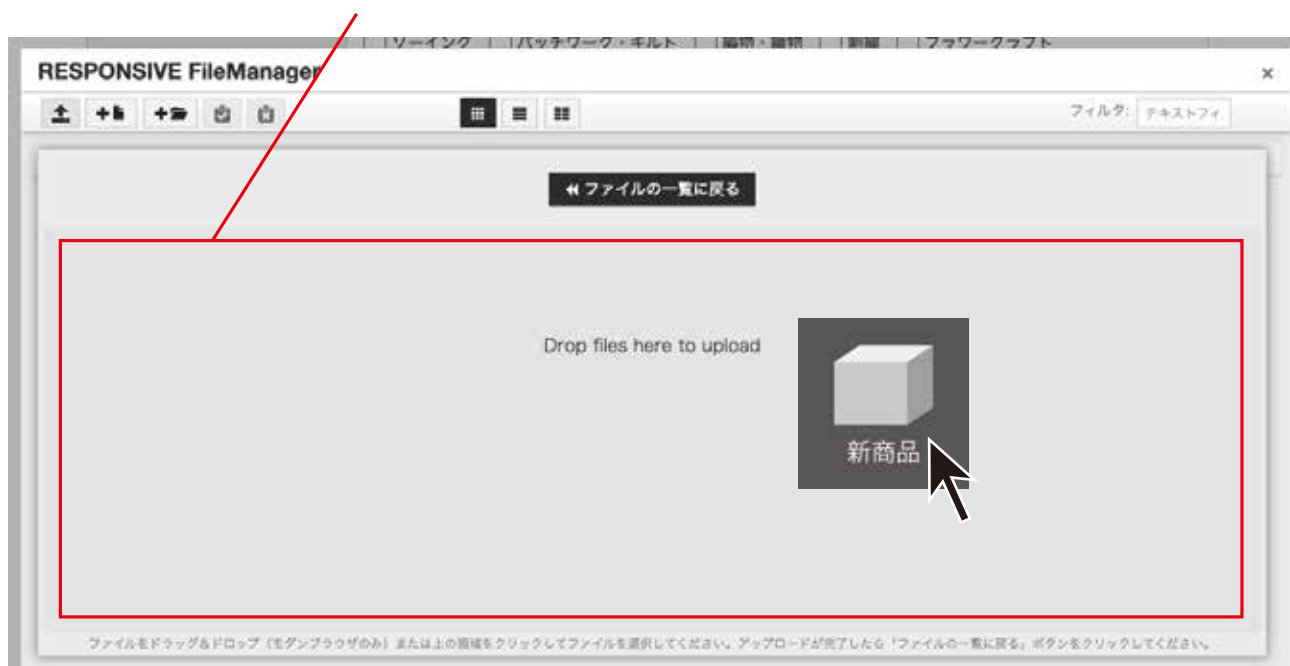 ソーイング パッチワーク・キルト 編物・織物 刺繍 フラワークラフト
RESPONSIVE FileManager
×
フィルタ: テキストフィ
ファイルの一覧に戻る
Drop files here to upload
新商品
ファイルをドラッグ&ドロップ (モダンブラウザのみ) または上の領域をクリックしてファイルを選択してください。アップロードが完了したら「ファイルの一覧に戻る」ボタンをクリックしてください。